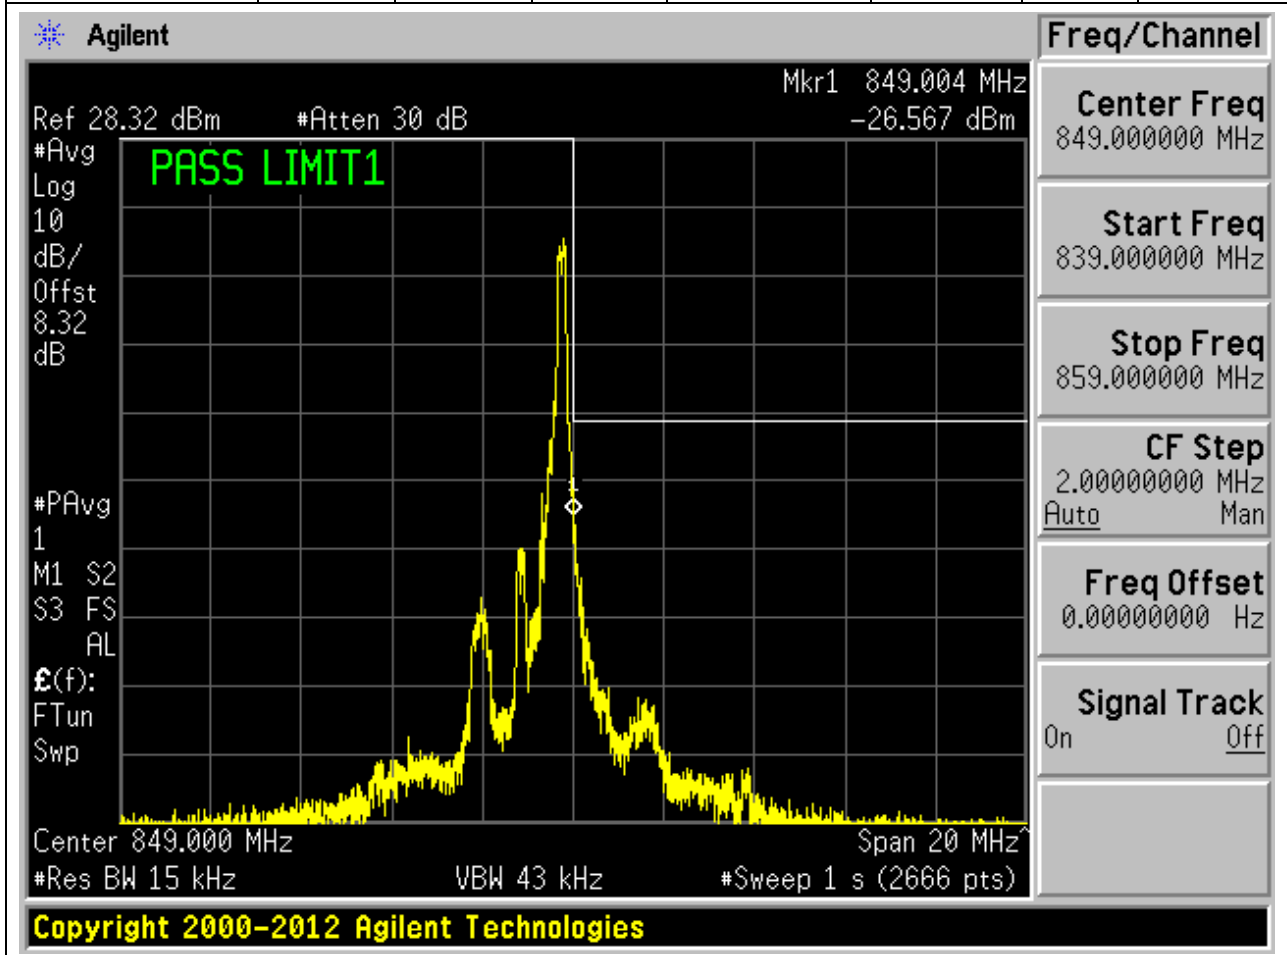 Agilent
Freq/Channel
Mkr1 849.004 MHz
Ref 28.32 dBm #Atten 30 dB -26.567 dBm
#Avg
Log
10
dB/
Offst
8.32
dB
PASS LIMIT1
#PAvg
1
M1 S2
S3 FS
AL
£(f):
FTun
Swp
Center 849.000 MHz Span 20 MHz^
#Res BW 15 kHz VBW 43 kHz #Sweep 1 s (2666 pts)
Center Freq
849.000000 MHz
Start Freq
839.000000 MHz
Stop Freq
859.000000 MHz
CF Step
2.00000000 MHz
Auto Man
Freq Offset
0.00000000 Hz
Signal Track
On Off
1
Copyright 2000-2012 Agilent Technologies